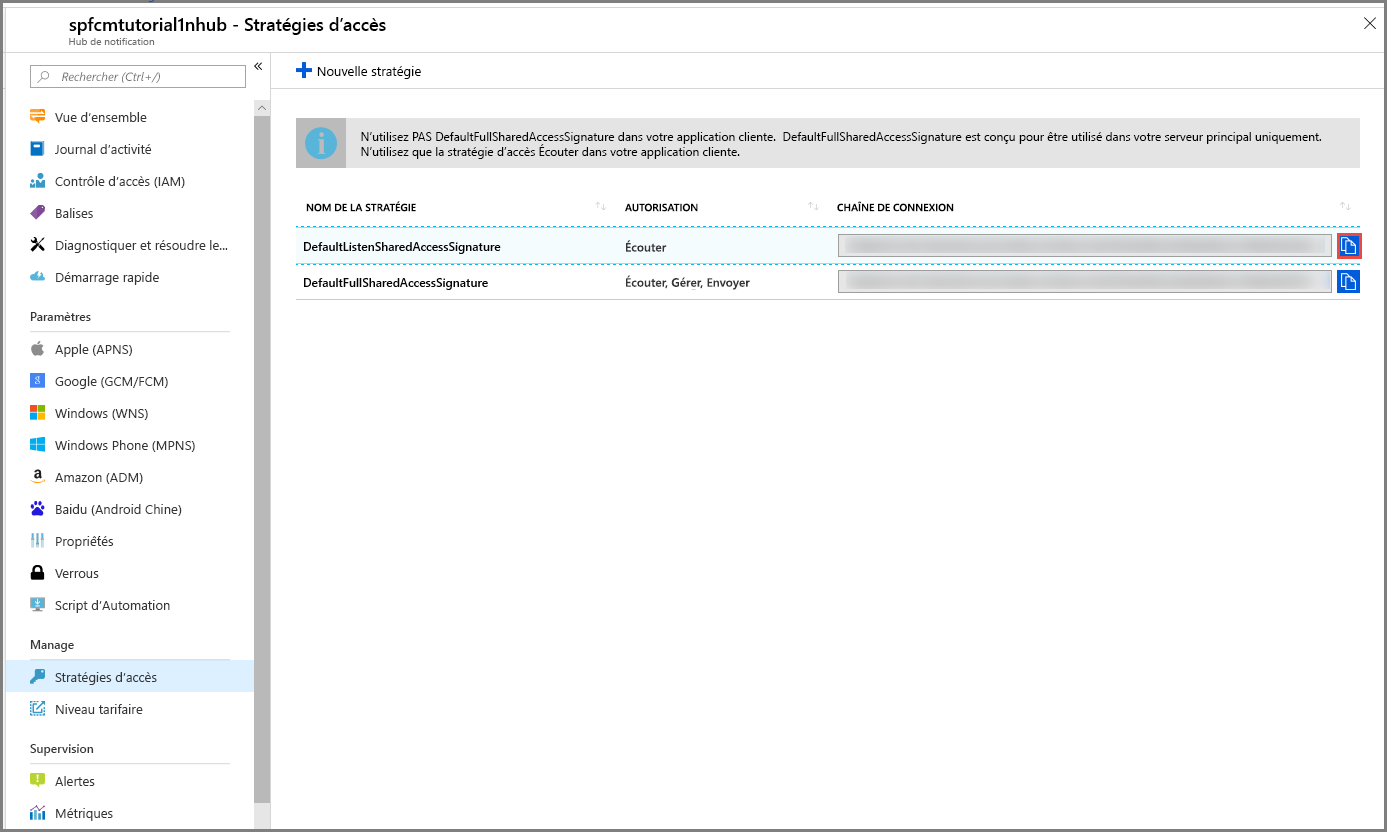 spfcmtutorial1nhub - Stratégies d’accès
Hub de notification
Rechercher (Ctrl+/)
«
Vue d’ensemble
Journal d’activité
Contrôle d’accès (IAM)
Balises
Diagnostiquer et résoudre le...
Démarrage rapide
Paramètres
Apple (APNS)
Google (GCM/FCM)
Windows (WNS)
Windows Phone (MPNS)
Amazon (ADM)
Baidu (Android Chine)
Propriétés
Verrous
Script d’Automation
Manage
Stratégies d’accès
Niveau tarifaire
Supervision
Alertes
Métriques
Nouvelle stratégie
N’utilisez PAS DefaultFullSharedAccessSignature dans votre application cliente. DefaultFullSharedAccessSignature est conçu pour être utilisé dans votre serveur principal uniquement.
N’utilisez que la stratégie d’accès Écouter dans votre application cliente.
NOM DE LA STRATÉGIE AUTORISATION CHAÎNE DE CONNEXION
DefaultListenSharedAccessSignature Écouter
DefaultFullSharedAccessSignature Écouter, Gérer, Envoyer